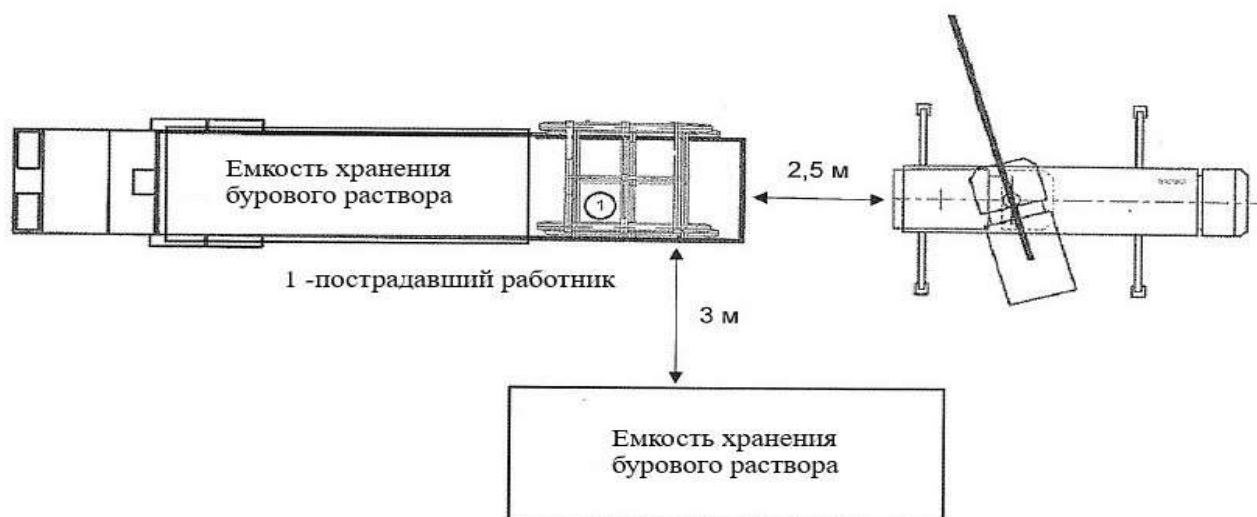 Емкость хранения
бурового раствора
1
2,5 м
1 -пострадавший работник
3 м
Емкость хранения
бурового раствора